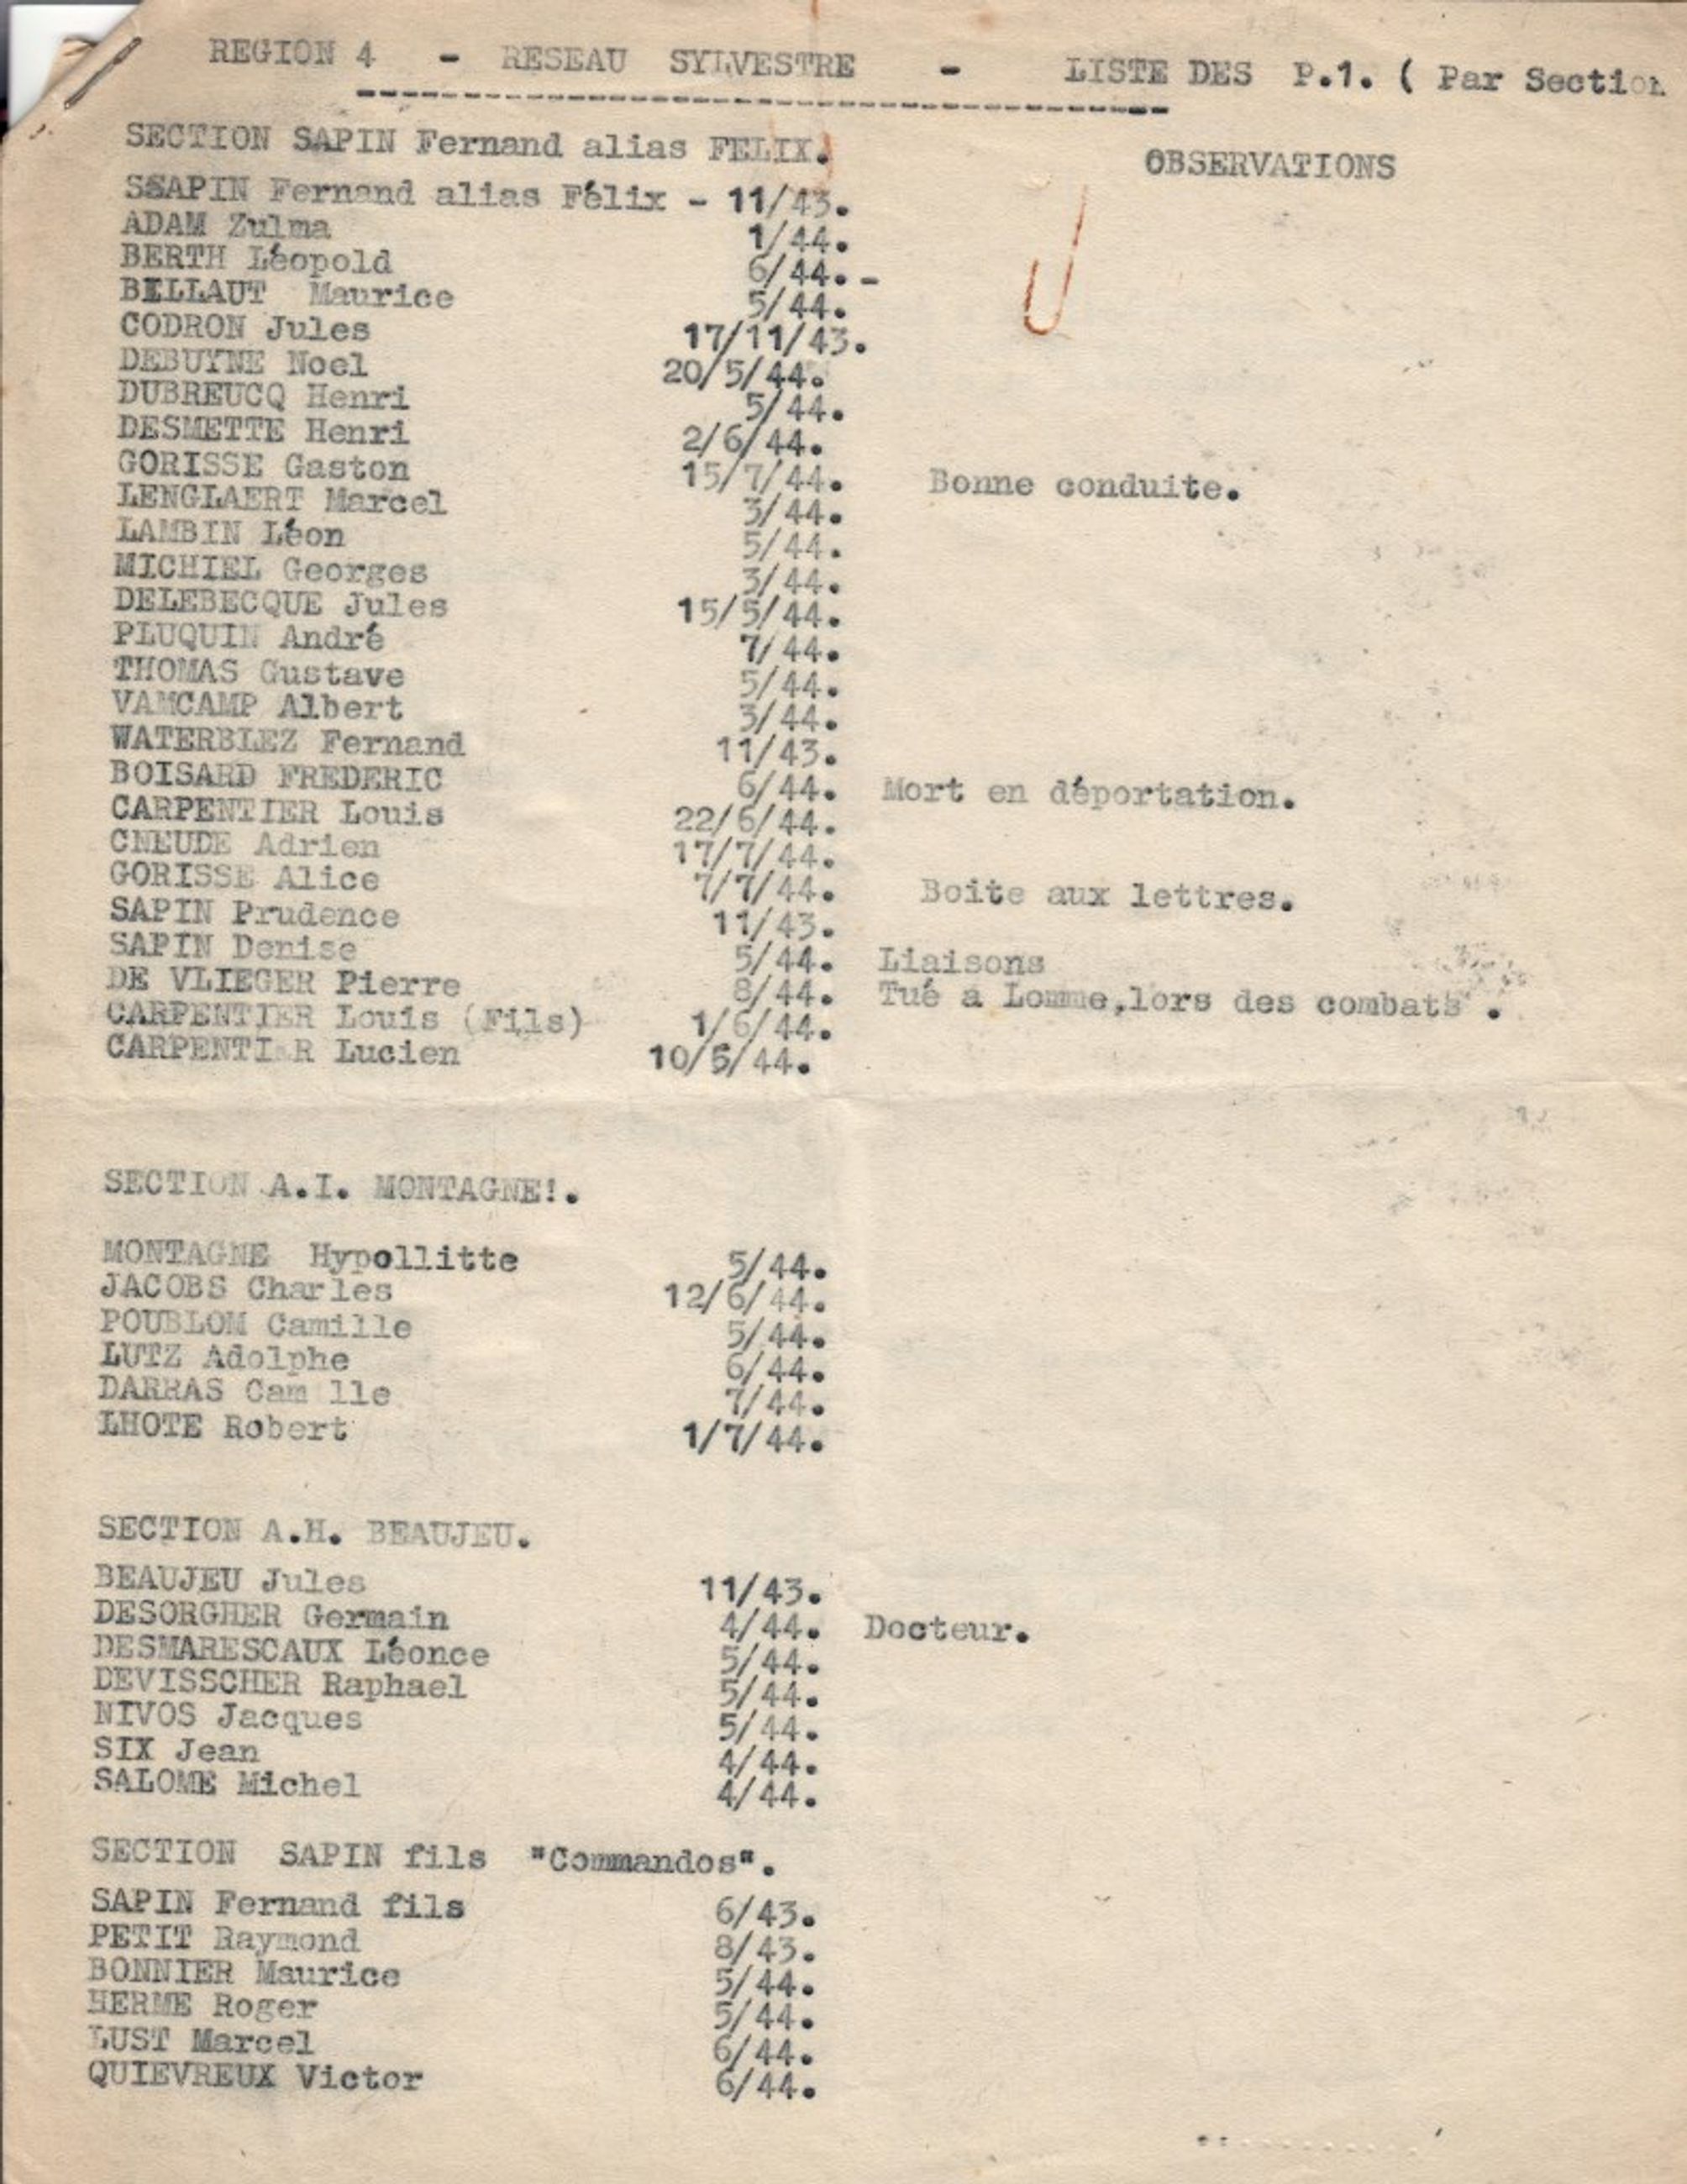 REGION 4 - RESEAU SYLVESTRE - LISTE DES P.1. ( Par Section
SECTION SAPIN Fernand alias FELIX.
OBSERVATIONS
SSAPIN Fernand alias Félix - 11/43.
ADAM Zulma 1/44.
BERTH Léopold 6/44.-
BILLAUT Maurice 5/44.
CODRON Jules 17/11/43.
DEBUYNE Noel 20/5/44.
DUBREUCQ Henri 5/44.
DESMETTE Henri 2/6/44.
GORISSE Gaston 15/7/44. Bonne conduite.
LENGLAERT Marcel 3/44.
LAMBIN Léon 5/44.
MICHIEL Georges 3/44.
DELEBECQUE Jules 15/5/44.
PLUQUIN André 7/44.
THOMAS Gustave 5/44.
VAMCAMP Albert 3/44.
WATERBLEZ Fernand 11/43.
BOISARD FREDERIC 6/44. Mort en déportation.
CARPENTIER Louis 22/6/44.
CNEUDE Adrien 17/7/44.
GORISSE Alice 7/7/44. Boite aux lettres.
SAPIN Prudence 11/43.
SAPIN Denise 5/44. Liaisons
DE VLIEGER Pierre 8/44. Tué a Lomme,lors des combats .
CARPENTIER Louis (Fils) 1/6/44.
CARPENTI R Lucien 10/5/44.
SECTION A.I. MONTAGNE!.
MONTAGNE Hypollitte 5/44.
JACOBS Charles 12/6/44.
POUBLOM Camille 5/44.
LUTZ Adolphe 6/44.
DARRAS Cam lle 7/44.
LHOTE Robert 1/7/44.
SECTION A.H. BEAUJEU.
BEAUJEU Jules 11/43.
DESORGHER Germain 4/44. Docteur.
DESMARESCAUX Léonce 5/44.
DEVISSCHER Raphael 5/44.
NIVOS Jacques 5/44.
SIX Jean 4/44.
SALOME Michel 4/44.
SECTION SAPIN fils "Commandos".
SAPIN Fernand fils 6/43.
PETIT Raymond 8/43.
BONNIER Maurice 5/44.
HERME Roger 5/44.
LUST Marcel 6/44.
QUIEVREUX Victor 6/44.